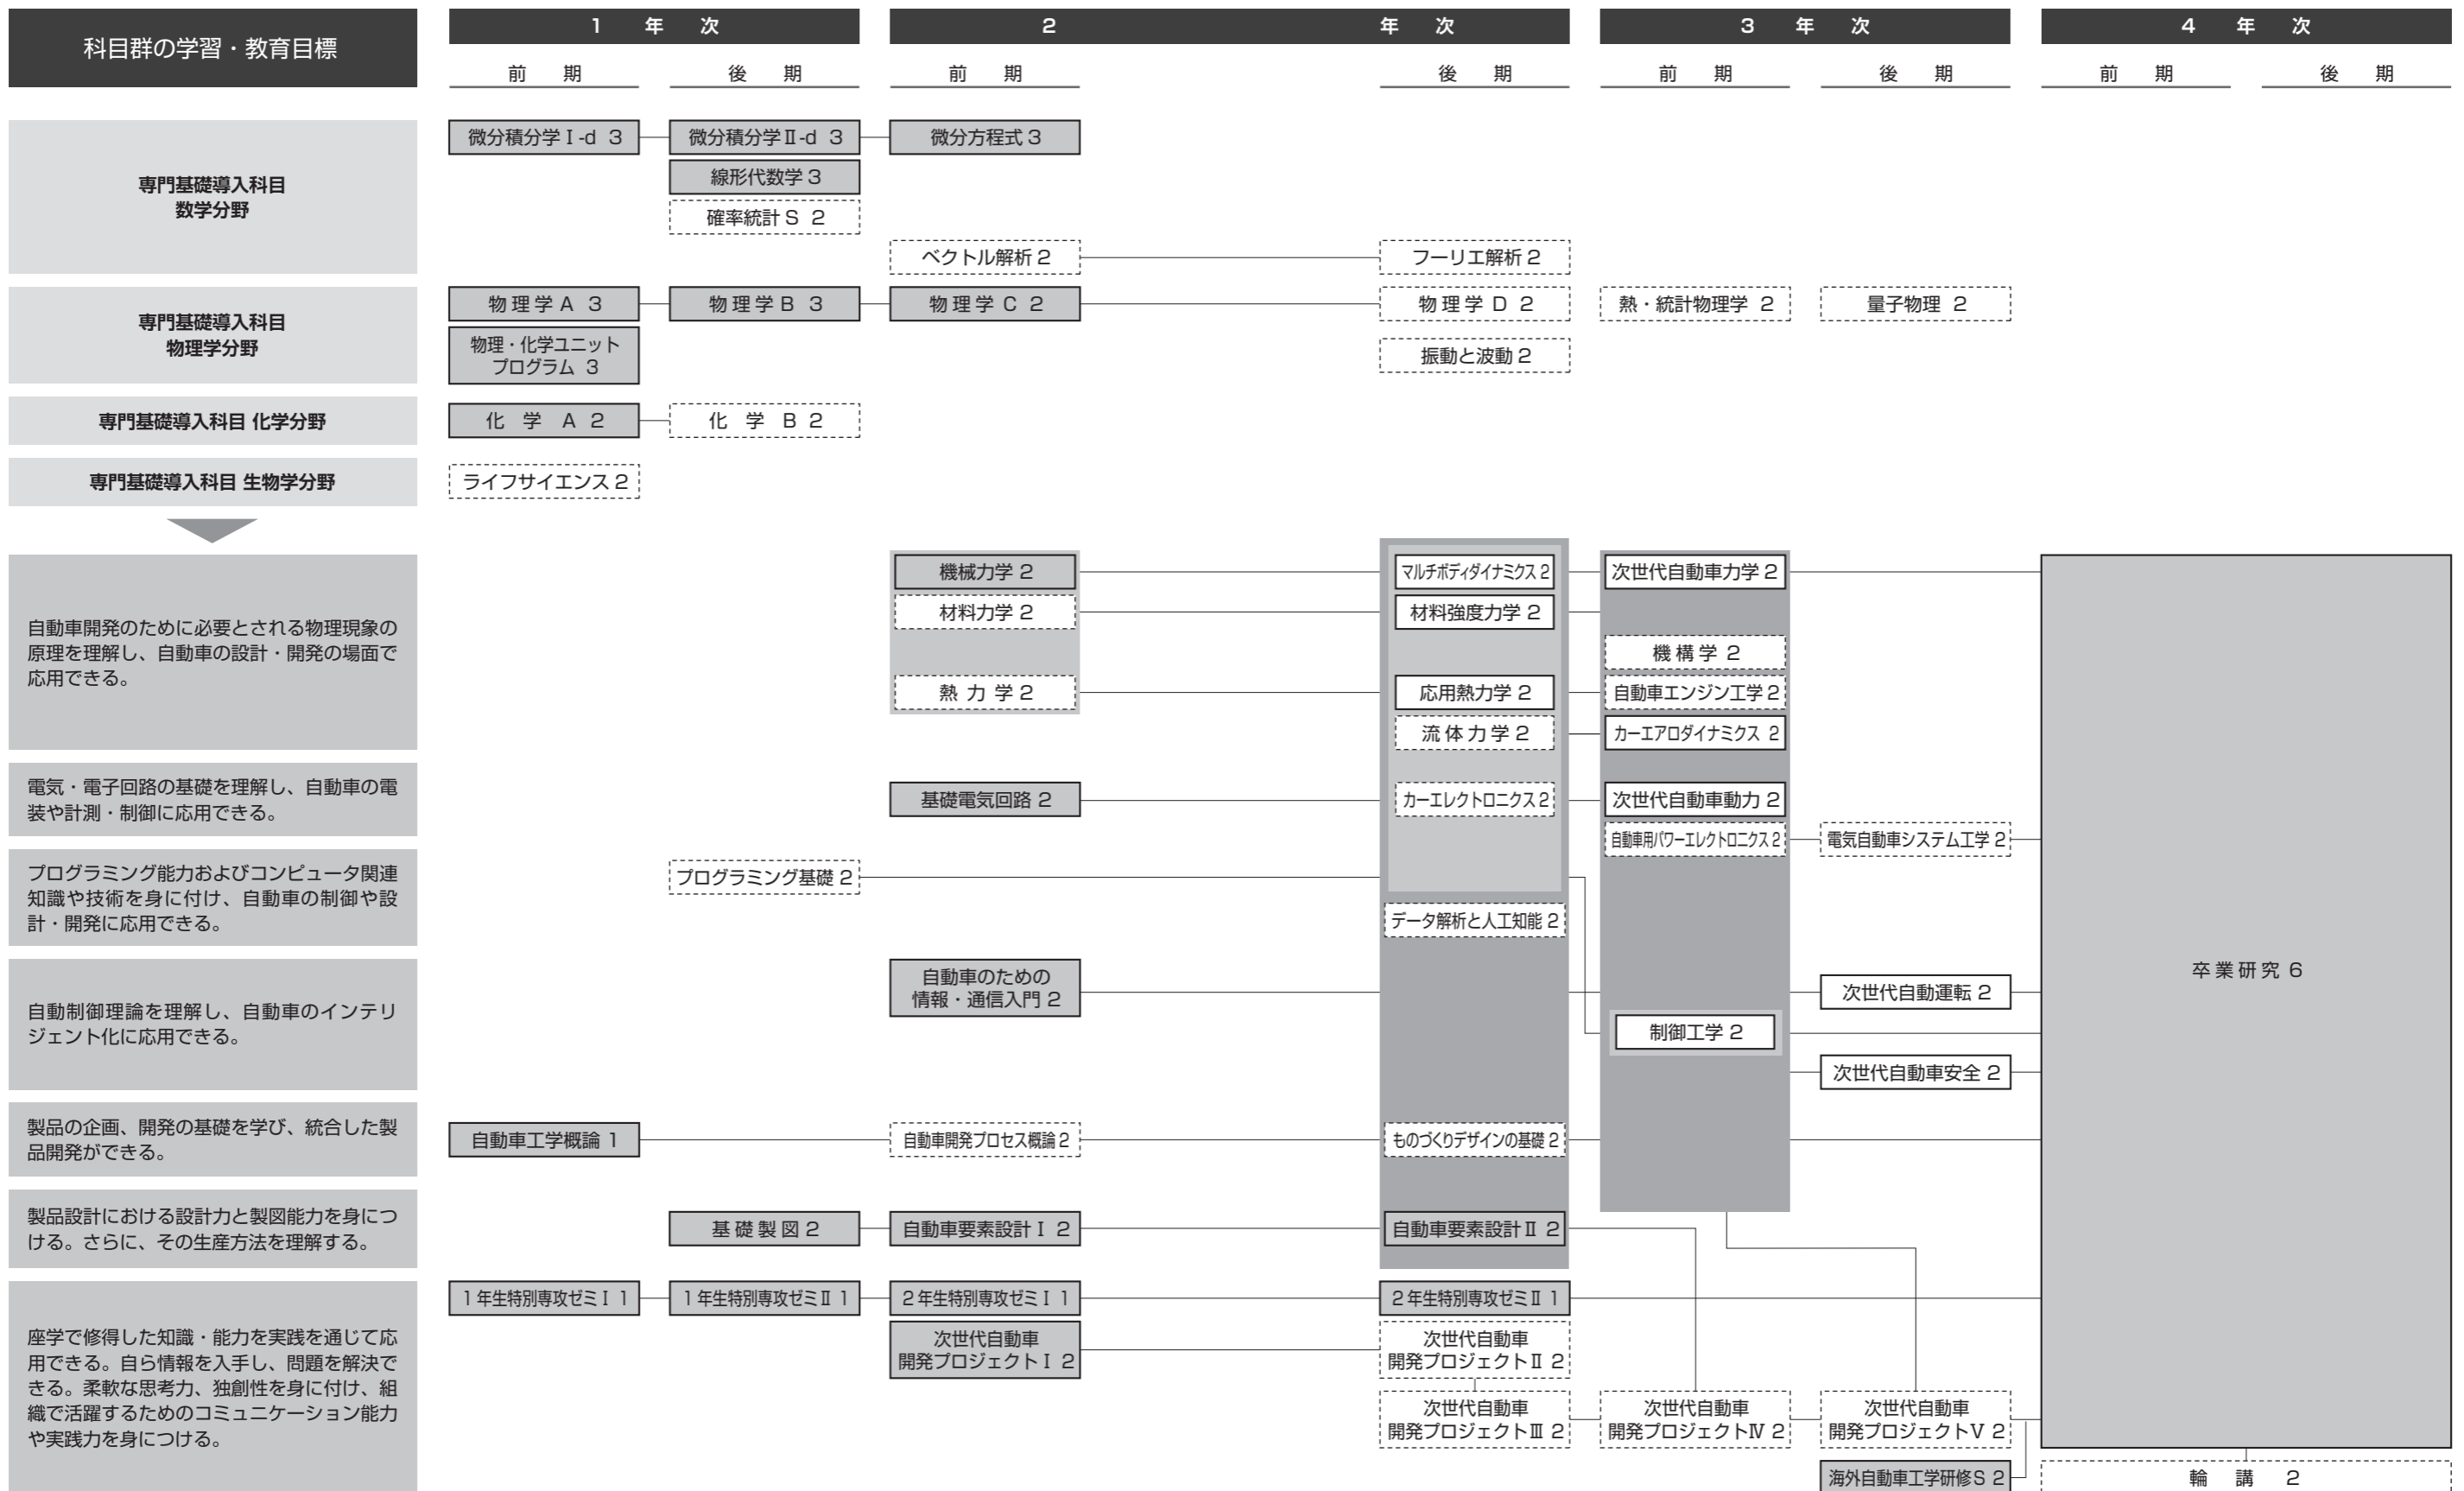 科目群の学習・教育目標
1 年 次
2 年 次
3 年 次
4 年 次
前 期
後 期
前 期
後 期
前 期
後 期
前 期
後 期
専門基礎導入科目
数学分野
微分積分学Ⅰ-d 3
微分積分学Ⅱ-d 3
微分方程式 3
線形代数学 3
確率統計 S 2
ベクトル解析 2
フーリエ解析 2
専門基礎導入科目
物理学分野
物理学 A 3
物理学 B 3
物理学 C 2
物理学 D 2
熱・統計物理学 2
量子物理 2
物理・化学ユニット
プログラム 3
振動と波動 2
専門基礎導入科目 化学分野
化 学 A 2
化 学 B 2
専門基礎導入科目 生物学分野
ライフサイエンス 2
自動車開発のために必要とされる物理現象の
原理を理解し、自動車の設計・開発の場面で
応用できる。
機械力学 2
マルチボディダイナミクス 2
次世代自動車力学 2
材料力学 2
材料強度力学 2
機構学 2
熱力学 2
応用熱力学 2
自動車エンジン工学 2
流体力学 2
カーエアロダイナミクス 2
電気・電子回路の基礎を理解し、自動車の電
装や計測・制御に応用できる。
基礎電気回路 2
カーエレクトロニクス 2
次世代自動車動力 2
自動車用パワーエレクトロニクス 2
電気自動車システム工学 2
プログラミング能力およびコンピュータ関連
知識や技術を身に付け、自動車の制御や設
計・開発に応用できる。
プログラミング基礎 2
データ解析と人工知能 2
自動制御理論を理解し、自動車のインテリ
ジェント化に応用できる。
自動車のための
情報・通信入門 2
次世代自動運転 2
制御工学 2
次世代自動車安全 2
卒業研究 6
製品の企画、開発の基礎を学び、統合した製
品開発ができる。
自動車工学概論 1
自動車開発プロセス概論 2
ものづくりデザインの基礎 2
製品設計における設計力と製図能力を身につ
ける。さらに、その生産方法を理解する。
基礎製図 2
自動車要素設計Ⅰ 2
自動車要素設計Ⅱ 2
座学で修得した知識・能力を実践を通じて応
用できる。自ら情報を入手し、問題を解決で
きる。柔軟な思考力、独創性を身に付け、組
織で活躍するためのコミュニケーション能力
や実践力を身につける。
1年生特別専攻ゼミⅠ 1
1年生特別専攻ゼミⅡ 1
2年生特別専攻ゼミⅠ 1
2年生特別専攻ゼミⅡ 1
次世代自動車
開発プロジェクトⅠ 2
次世代自動車
開発プロジェクトⅡ 2
次世代自動車
開発プロジェクトⅢ 2
次世代自動車
開発プロジェクトⅣ 2
次世代自動車
開発プロジェクトⅤ 2
海外自動車工学研修S 2
輪 講 2